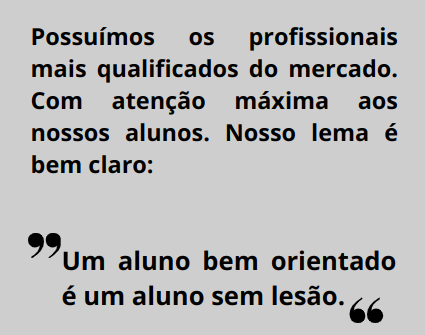 Possuímos os profissionais
mais qualificados do mercado.
Com atenção máxima aos
nossos alunos. Nosso lema é
bem claro:
”Um aluno bem orientado
é um aluno sem lesão.“